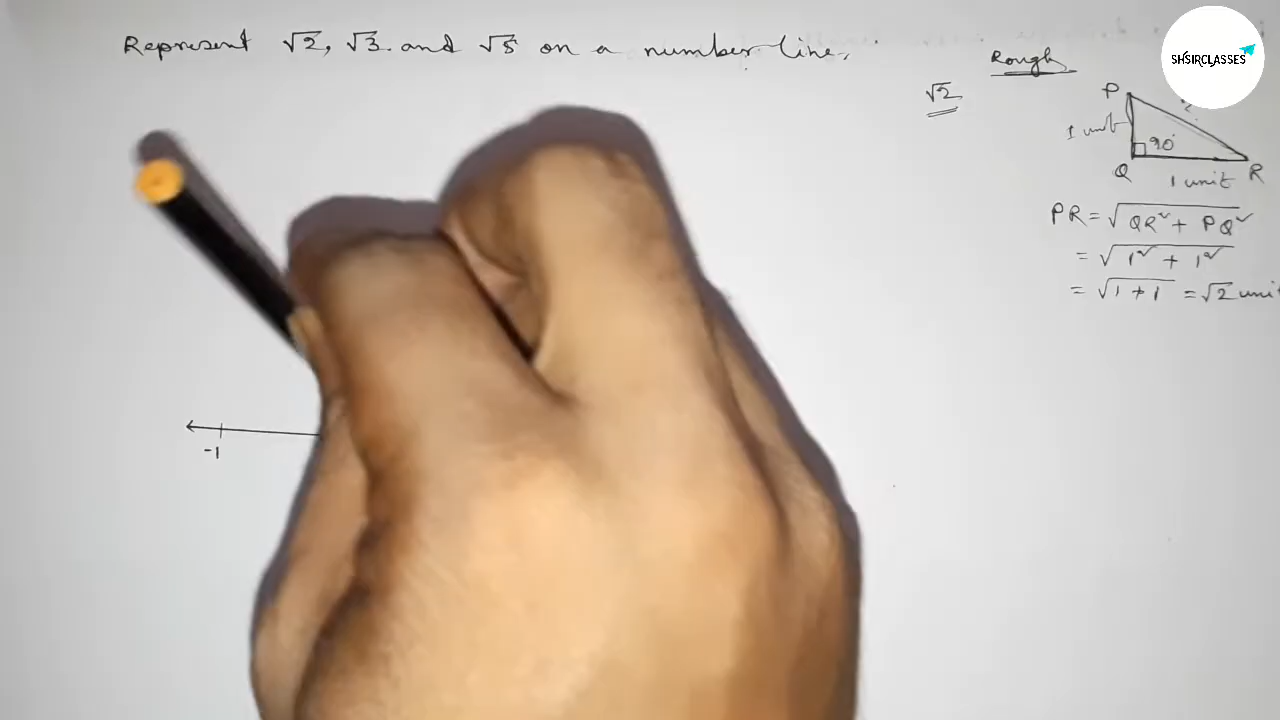 Represent √2, √3 and √5 on a number line.
Rough
SHSIRCLASSES
√2
P
1 unit
90°
Q
R
1 unit
PR = √QR² + PQ²
= √1² + 1²
= √1 + 1 = √2 unit
-1